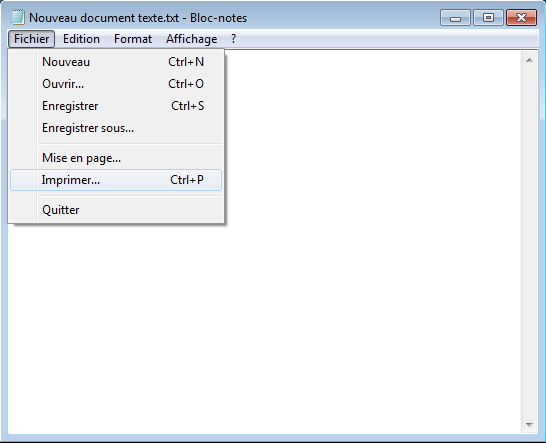 Nouveau document texte.txt - Bloc-notes
Fichier Edition Format Affichage ?
Nouveau Ctrl+N
Ouvrir... Ctrl+O
Enregistrer Ctrl+S
Enregistrer sous...
Mise en page...
Imprimer... Ctrl+P
Quitter